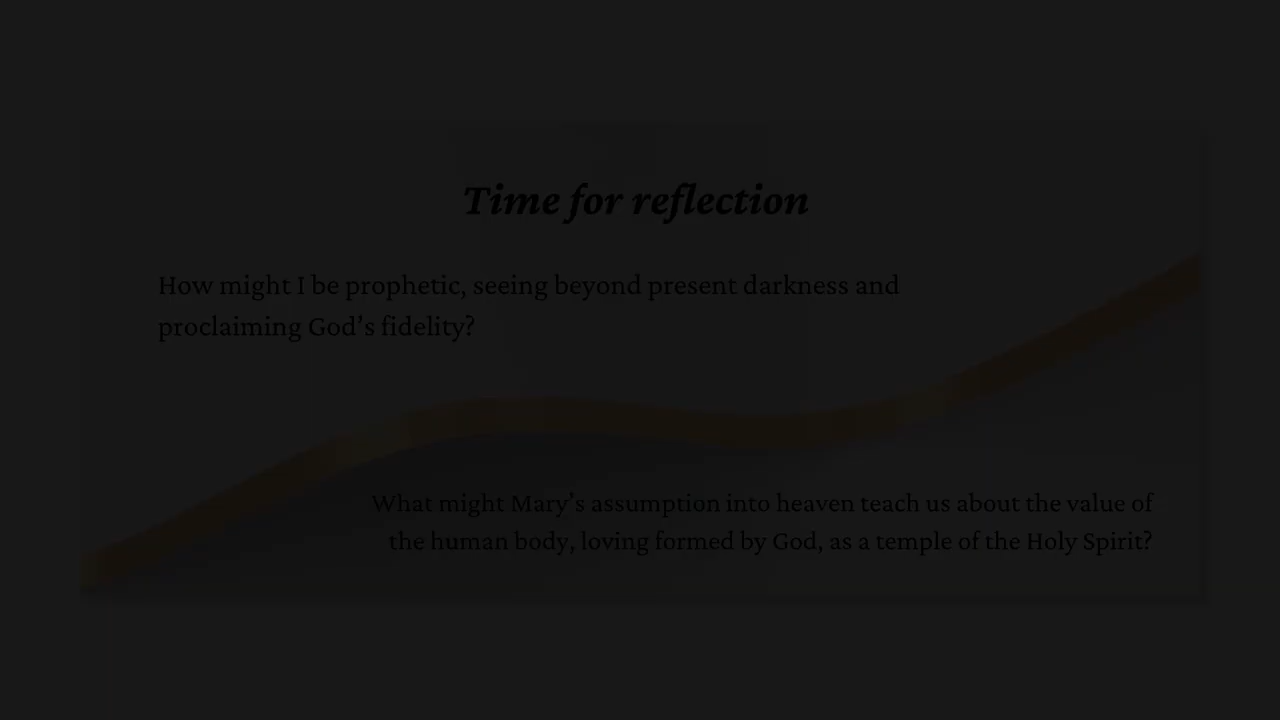 Time for reflection
How might I be prophetic, seeing beyond present darkness and
proclaiming God's fidelity?
What might Mary's assumption into heaven teach us about the value of
the human body, loving formed by God, as a temple of the Holy Spirit?